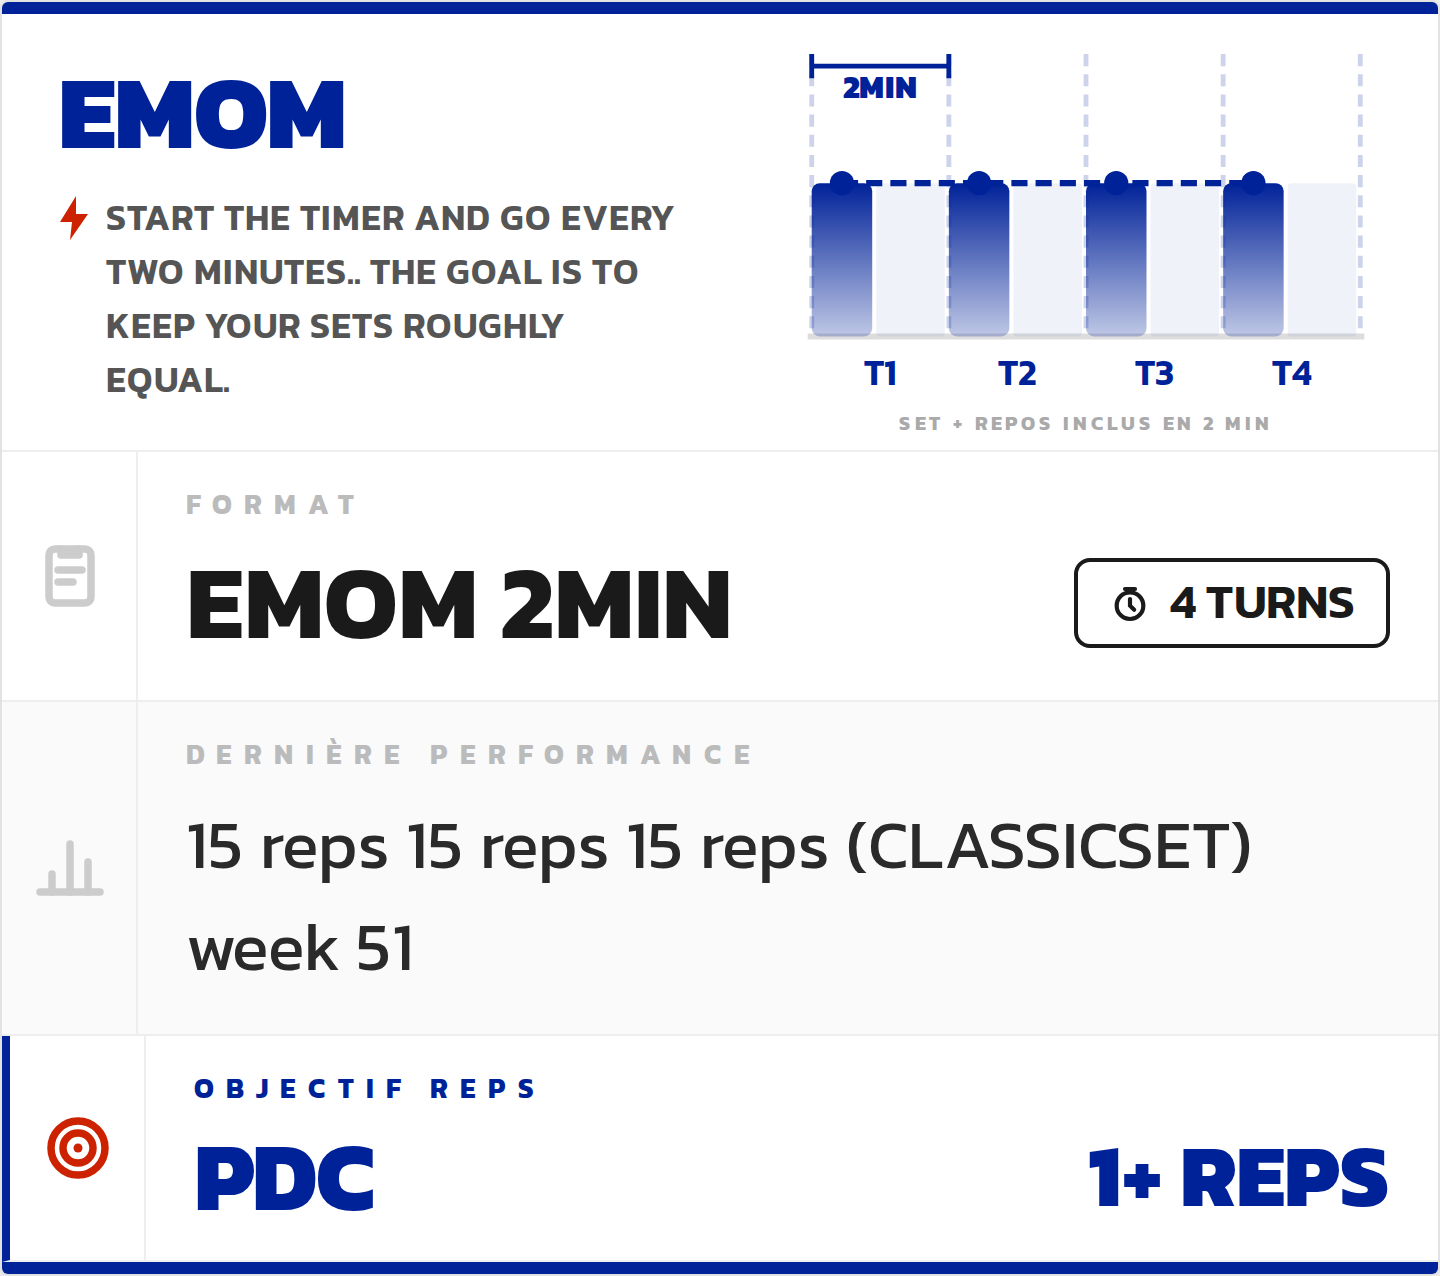 EMOM
START THE TIMER AND GO EVERY
TWO MINUTES.. THE GOAL IS TO
KEEP YOUR SETS ROUGHLY
EQUAL.
2MIN
T1 T2 T3 T4
SET + REPOS INCLUS EN 2 MIN
FORMAT
EMOM 2MIN
4 TURNS
DERNIÈRE PERFORMANCE
15 reps 15 reps 15 reps (CLASSICSET)
week 51
OBJECTIF REPS
PDC
1+ REPS